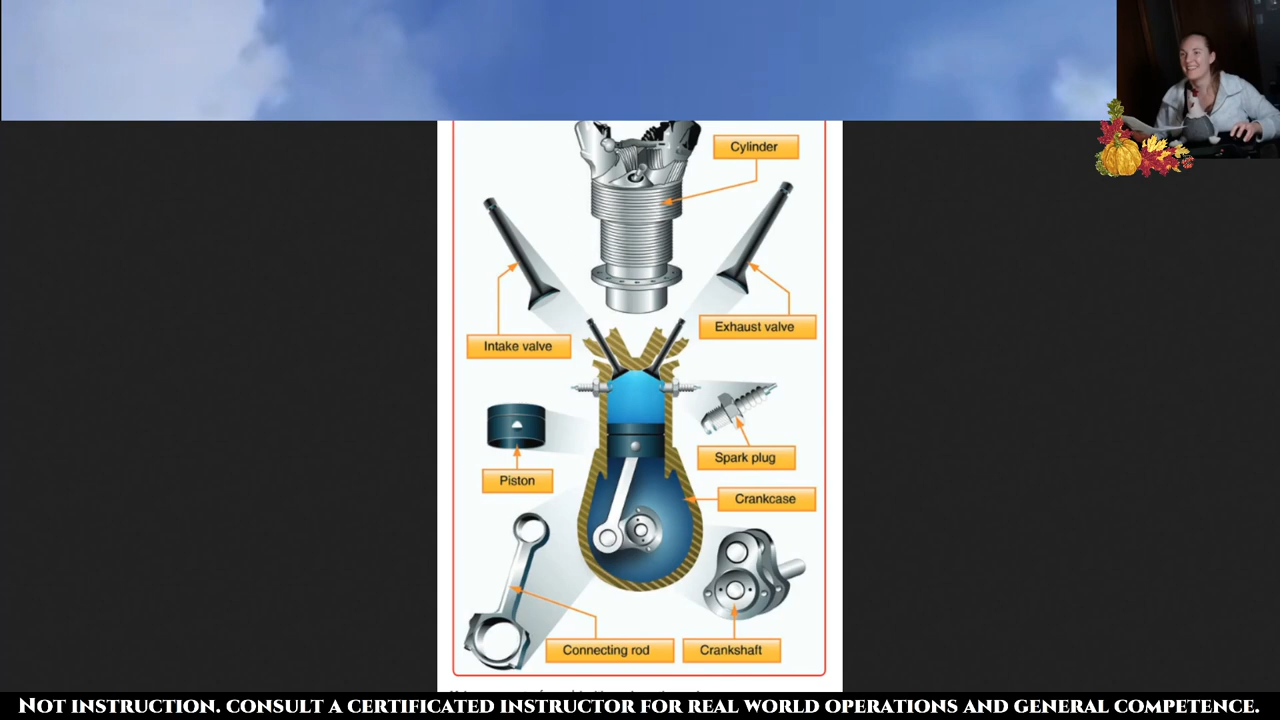 Cylinder
Exhaust valve
Intake valve
Spark plug
Piston
Crankcase
Connecting rod
Crankshaft
Not instruction. Consult a certificated instructor for real world operations and general competence.